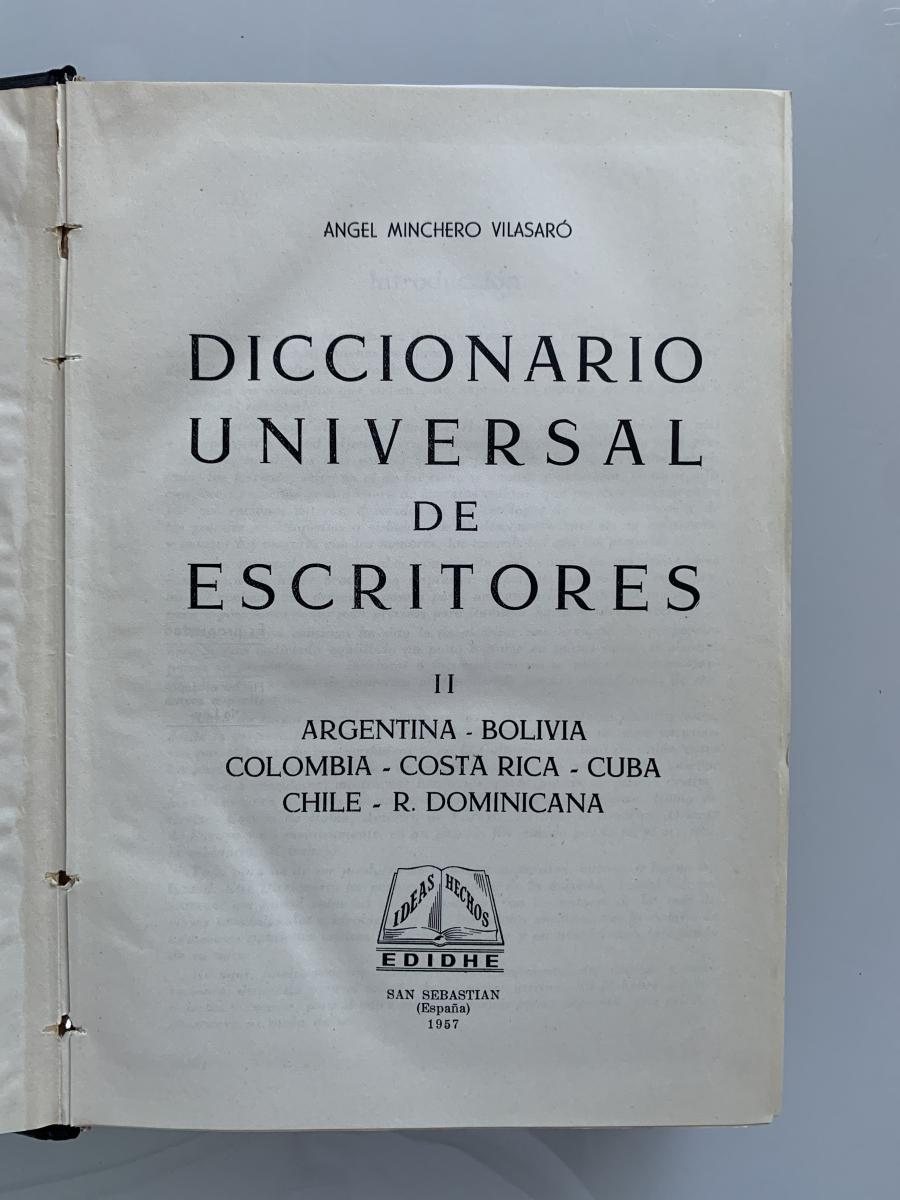 ANGEL MINCHERO VILASARÓ
DICCIONARIO
UNIVERSAL
DE
ESCRITORES
II
ARGENTINA - BOLIVIA
COLOMBIA - COSTA RICA - CUBA
CHILE - R. DOMINICANA
IDEAS HECHOS
EDIDHE
SAN SEBASTIAN
(España)
1957